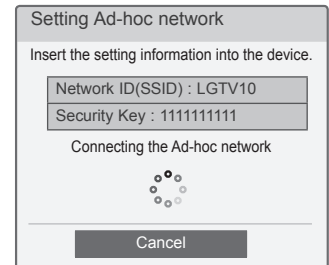 Setting Ad-hoc network
Insert the setting information into the device.
Network ID(SSID) : LGTV10
Security Key : 1111111111
Connecting the Ad-hoc network
Cancel